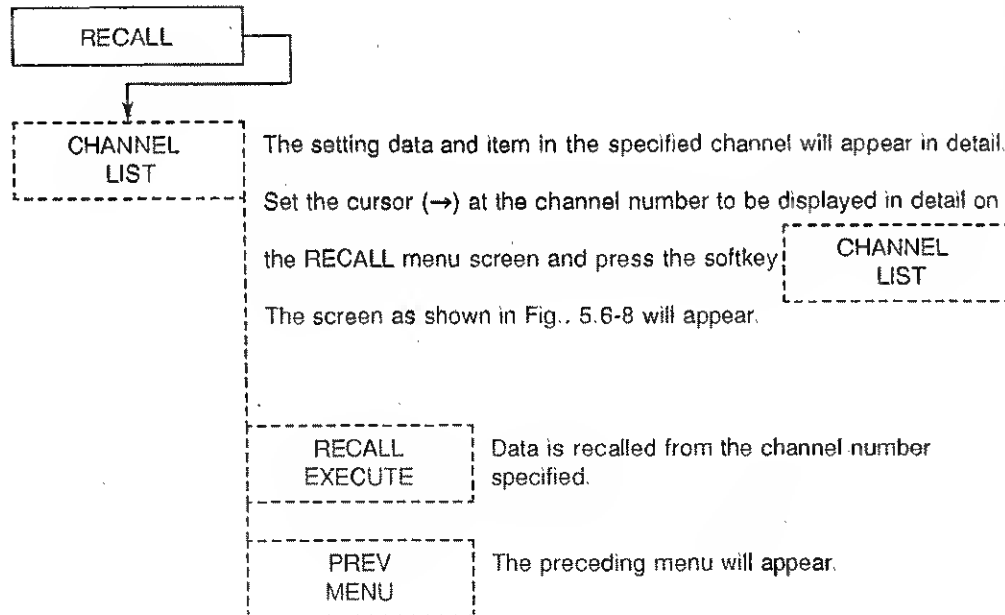 RECALL
CHANNEL
LIST
The setting data and item in the specified channel will appear in detail.
Set the cursor (→) at the channel number to be displayed in detail on
the RECALL menu screen and press the softkey CHANNEL
LIST
The screen as shown in Fig.. 5.6-8 will appear.
RECALL
EXECUTE
Data is recalled from the channel number
specified.
PREV
MENU
The preceding menu will appear.